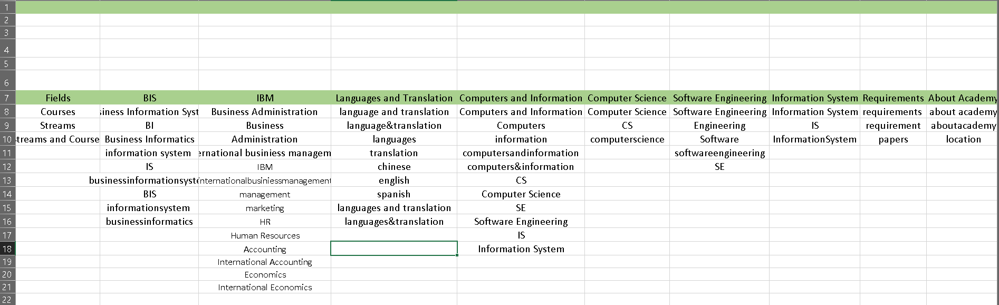 1
2
3
4
5
6
7 Fields BIS IBM Languages and Translation Computers and Information Computer Science Software Engineering Information System Requirements About Academy
8 Courses siness Information Syst Business Administration language and translation Computers and Information Computer Science Software Engineering Information System requirements about academy
9 Streams BI Business language&translation Computers CS Engineering IS requirement aboutacademy
10 treams and Course Business Informatics Administration languages information computerscience Software InformationSystem papers location
11 information system ernational businiess managem translation computersandinformation softwareengineering
12 IS IBM chinese computers&information SE
13 businessinformationsyste nternationalbusiniessmanagement english CS
14 BIS management spanish Computer Science
15 informationsystem marketing languages and translation SE
16 businessinformatics HR languages&translation Software Engineering
17 Human Resources IS
18 Accounting Information System
19 International Accounting
20 Economics
21 International Economics
22